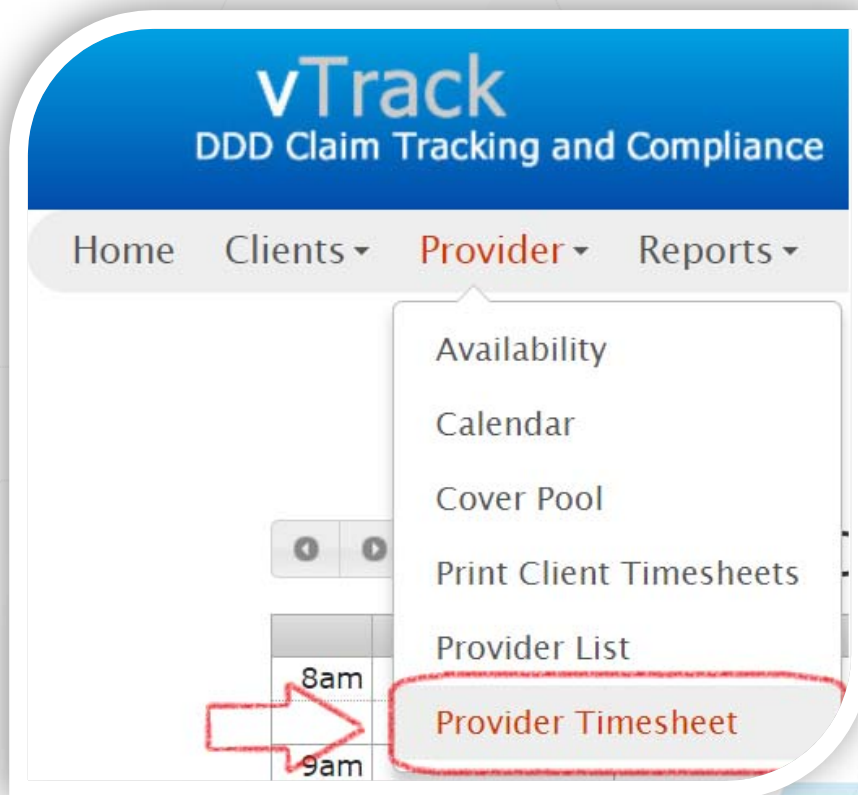 vTrack
DDD Claim Tracking and Compliance
Home Clients Provider Reports
Availability
Calendar
Cover Pool
Print Client Timesheets
Provider List
Provider Timesheet
8am
9am